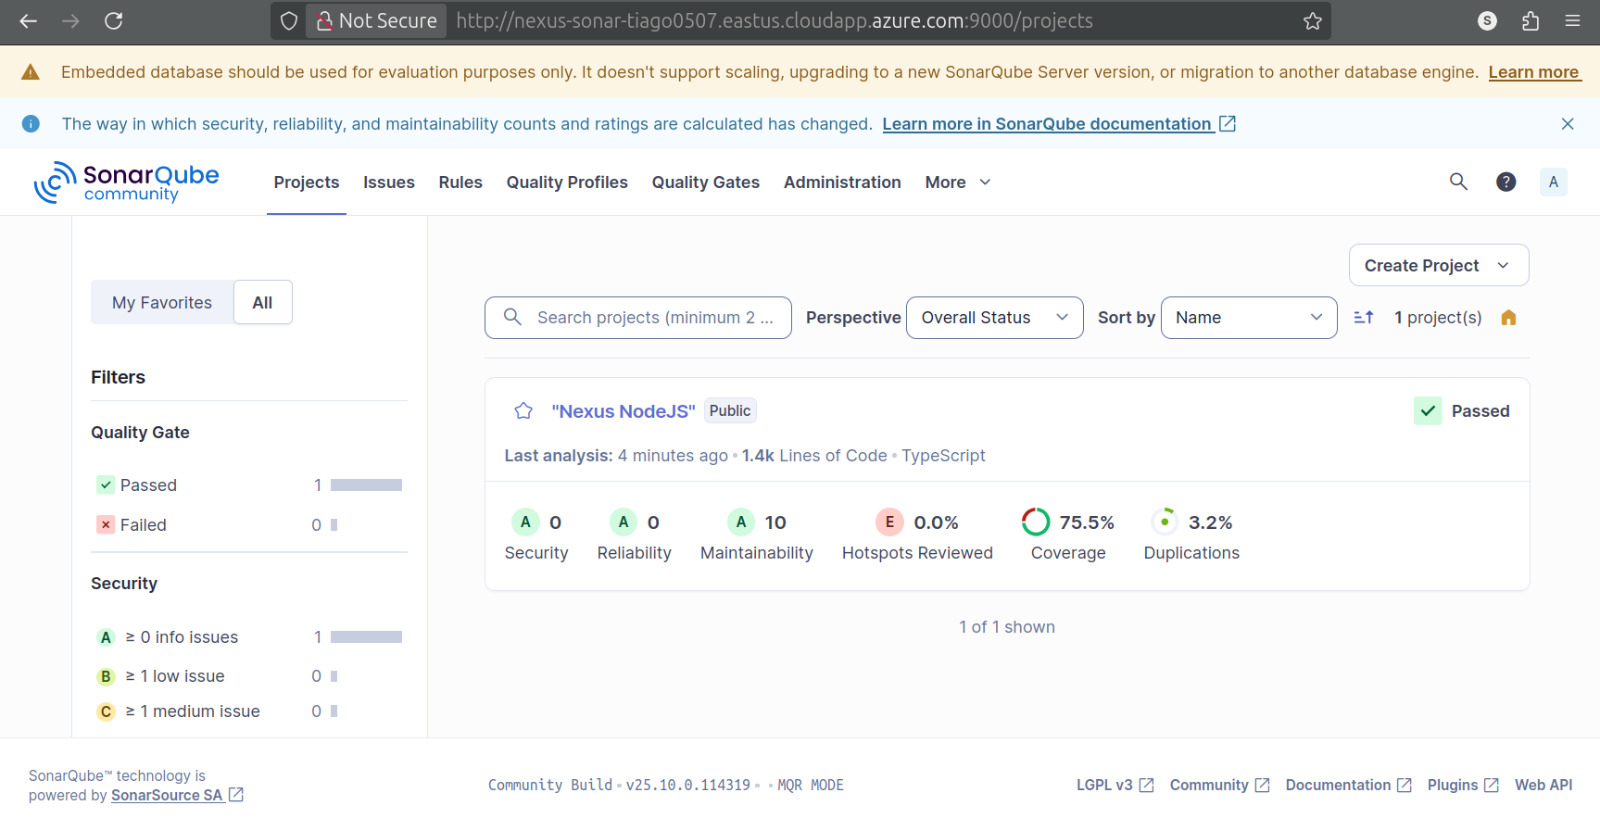 Not Secure http://nexus-sonar-tiago0507.eastus.cloudapp.azure.com:9000/projects S
Embedded database should be used for evaluation purposes only. It doesn't support scaling, upgrading to a new SonarQube Server version, or migration to another database engine. Learn more
The way in which security, reliability, and maintainability counts and ratings are calculated has changed. Learn more in SonarQube documentation
SonarQube community Projects Issues Rules Quality Profiles Quality Gates Administration More ? A
Create Project
My Favorites All
Search projects (minimum 2 ... Perspective Overall Status Sort by Name 1 project(s)
Filters
Quality Gate
Passed 1
Failed 0
Security
A ≥ 0 info issues 1
B ≥ 1 low issue 0
C ≥ 1 medium issue 0
"Nexus NodeJS" Public Passed
Last analysis: 4 minutes ago • 1.4k Lines of Code • TypeScript
A 0 A 0 A 10 E 0.0% 75.5% 3.2%
Security Reliability Maintainability Hotspots Reviewed Coverage Duplications
1 of 1 shown
SonarQube™ technology is
powered by SonarSource SA
Community Build • v25.10.0.114319 • • MQR MODE
LGPL v3 Community Documentation Plugins Web API